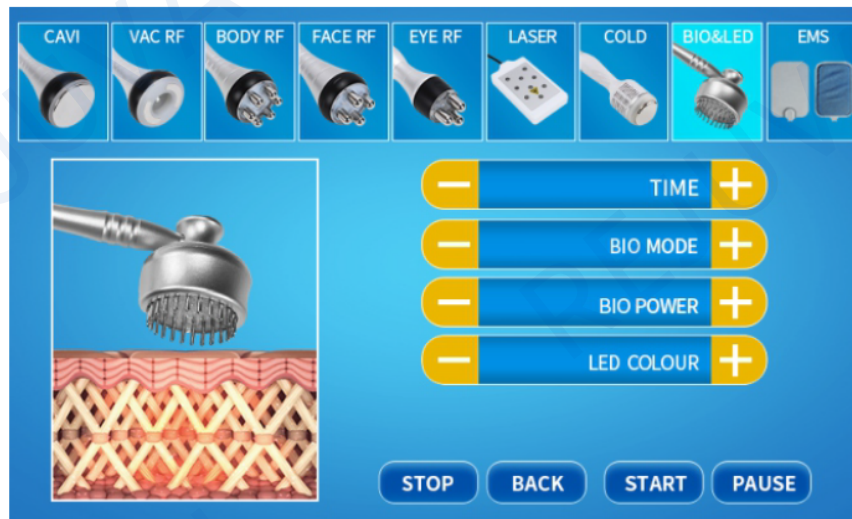 CAVI
VAC RF
BODY RF
FACE RF
EYE RF
LASER
COLD
BIO&LED
EMS
TIME
BIO MODE
BIO POWER
LED COLOUR
STOP
BACK
START
PAUSE